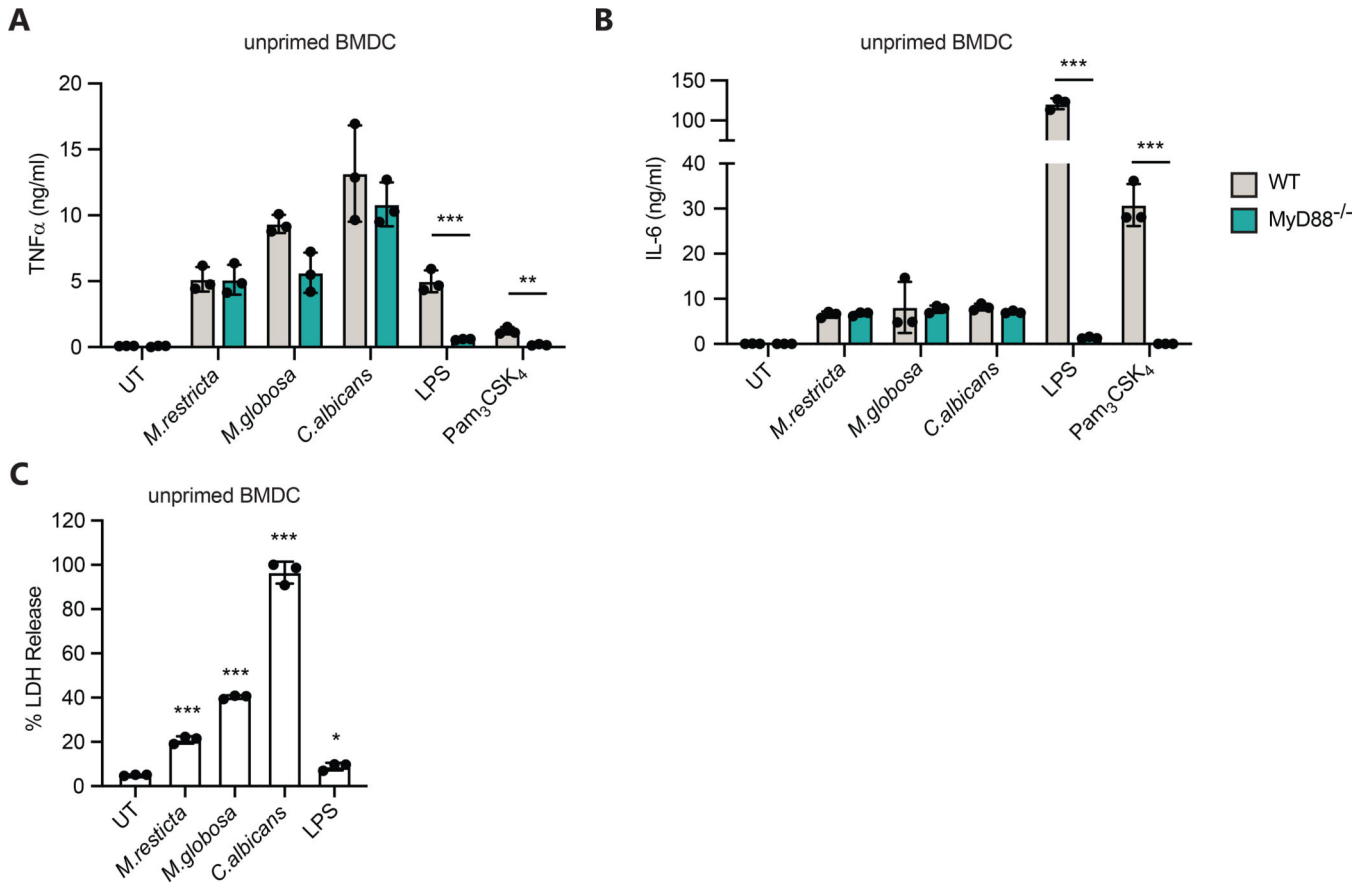 A
unprimed BMDC
TNFα (ng/ml)
20
15
10
5
0
***
**
UT
M.restricta
M.globosa
C.albicans
LPS
Pam₃CSK₄
B
unprimed BMDC
IL-6 (ng/ml)
150
100
40
30
20
10
0
***
***
UT
M.restricta
M.globosa
C.albicans
LPS
Pam₃CSK₄
WT
MyD88⁻/⁻
C
unprimed BMDC
% LDH Release
120
100
80
60
40
20
0
***
***
***
*
UT
M.resticta
M.globosa
C.albicans
LPS